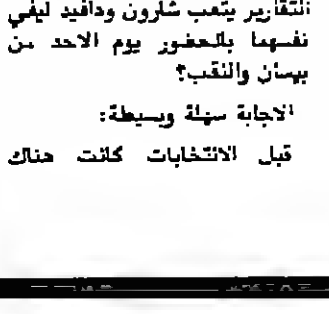 التقارير يتعب شارون ودافيد ليفي
نفسهما بالحضور يوم الاحد من
بيسان والنقب؟
الاجابة سهلة وبسيطة:
قبل الانتخابات كانت هناك